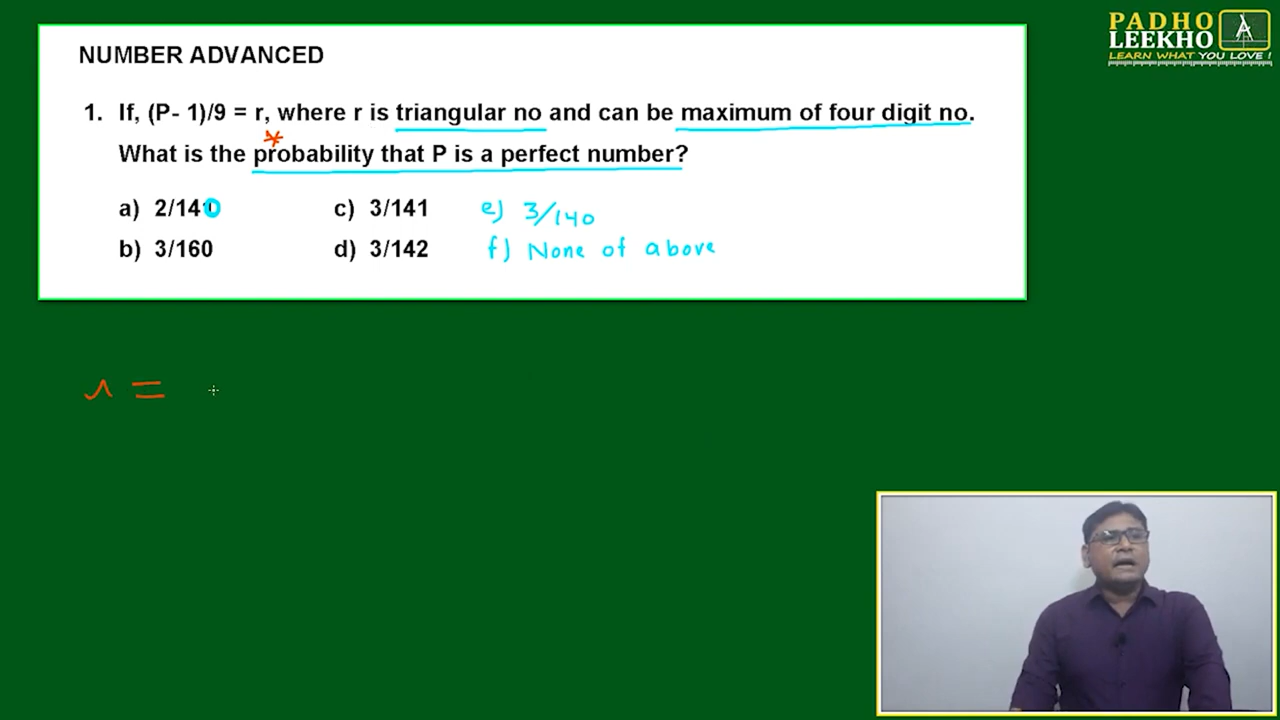 PADHO
LEEKHO
LEARN WHAT YOU LOVE !
NUMBER ADVANCED
1. If, (P- 1)/9 = r, where r is triangular no and can be maximum of four digit no.
What is the probability that P is a perfect number?
a) 2/140 c) 3/141 e) 3/140
b) 3/160 d) 3/142 f) None of above
r =